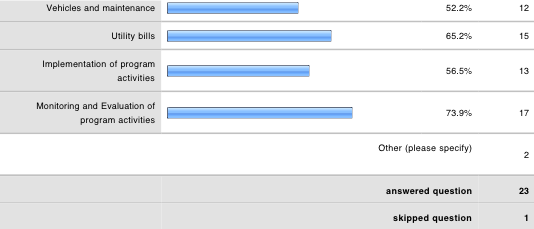 Vehicles and maintenance 52.2% 12
Utility bills 65.2% 15
Implementation of program
activities 56.5% 13
Monitoring and Evaluation of
program activities 73.9% 17
Other (please specify) 2
answered question 23
skipped question 1